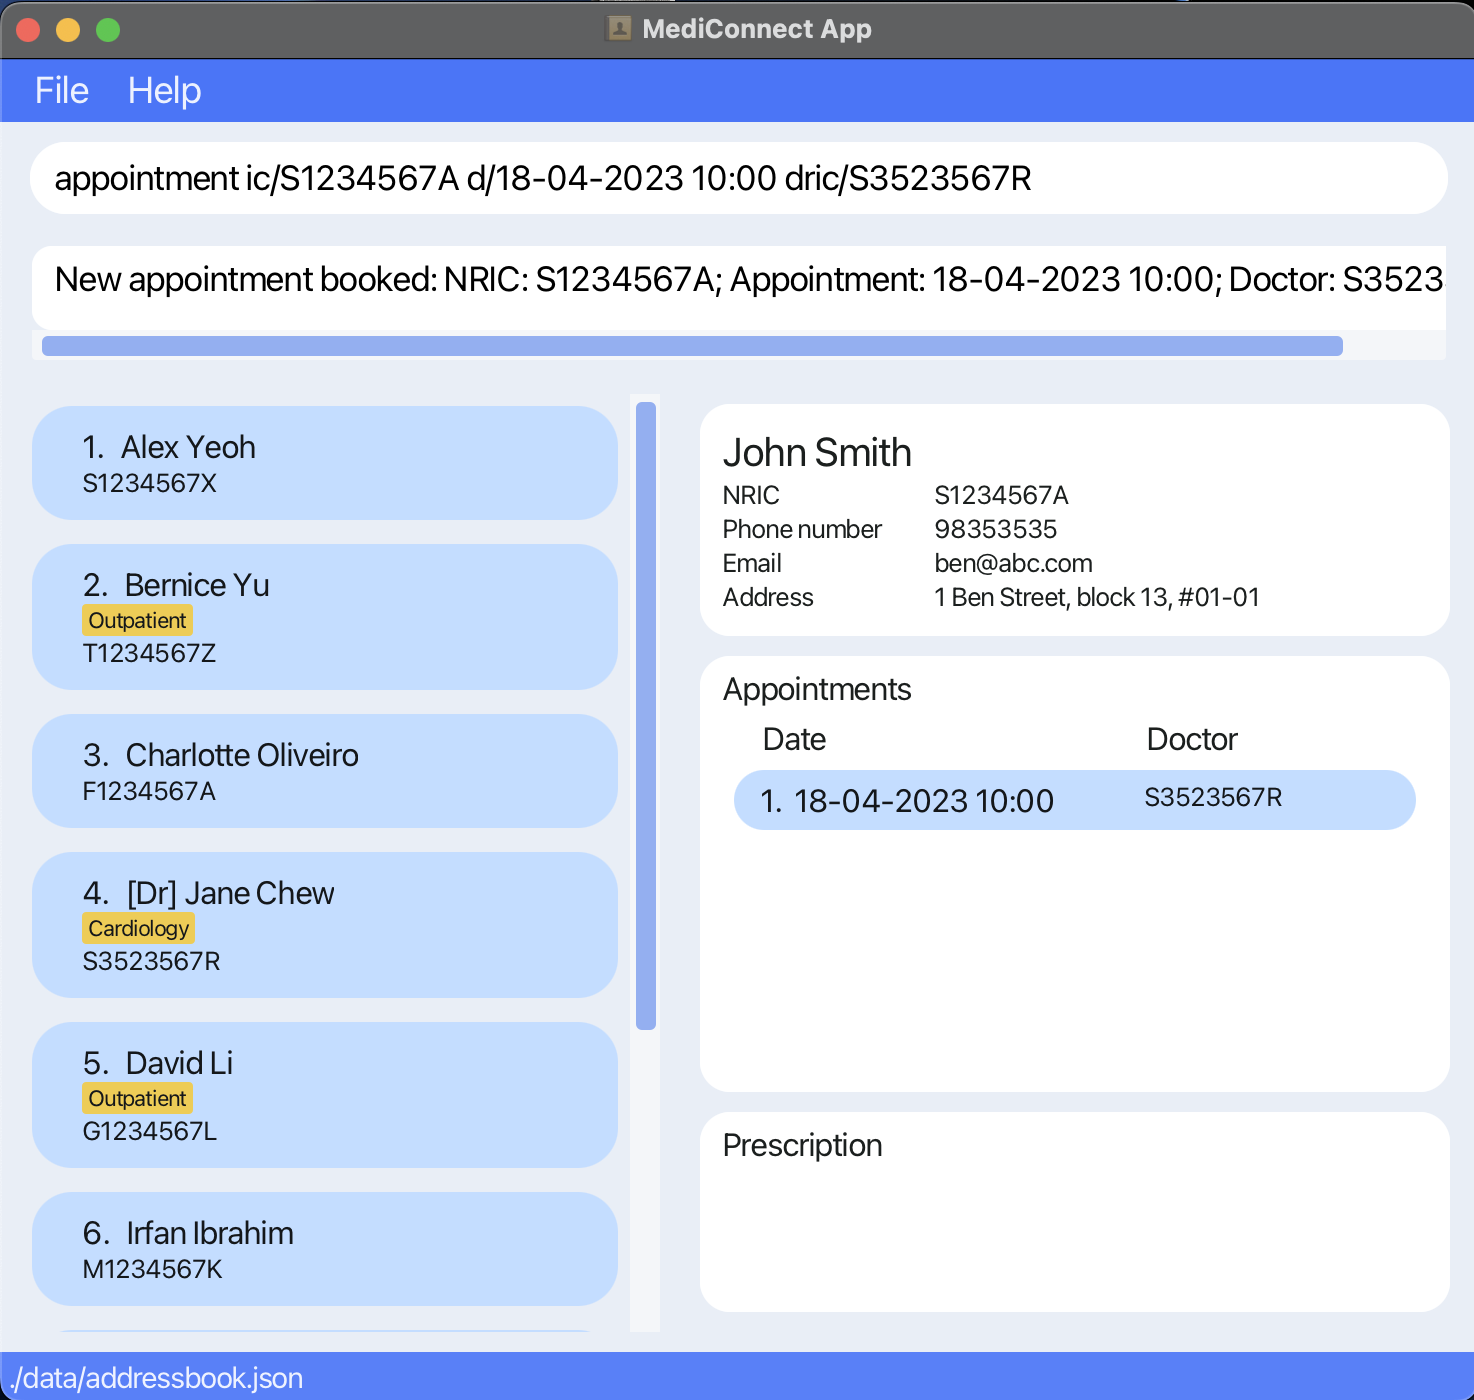 MediConnect App
File Help
appointment ic/S1234567A d/18-04-2023 10:00 dric/S3523567R
New appointment booked: NRIC: S1234567A; Appointment: 18-04-2023 10:00; Doctor: S3523
1. Alex Yeoh
S1234567X
2. Bernice Yu
Outpatient
T1234567Z
3. Charlotte Oliveiro
F1234567A
4. [Dr] Jane Chew
Cardiology
S3523567R
5. David Li
Outpatient
G1234567L
6. Irfan Ibrahim
M1234567K
John Smith
NRIC S1234567A
Phone number 98353535
Email ben@abc.com
Address 1 Ben Street, block 13, #01-01
Appointments
Date Doctor
1. 18-04-2023 10:00 S3523567R
Prescription
./data/addressbook.json